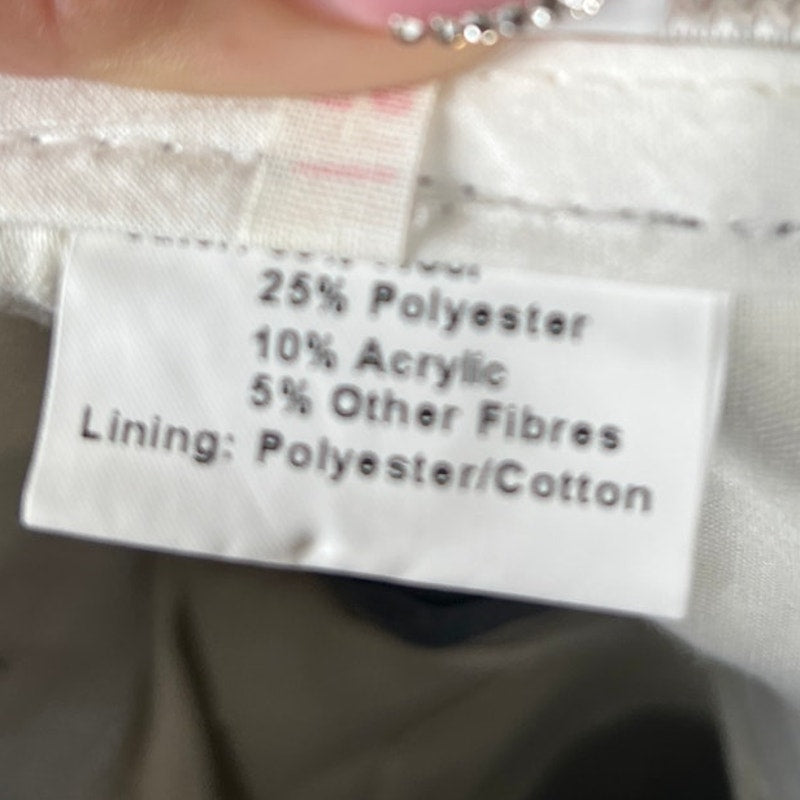 25% Polyester
10% Acrylic
5% Other Fibres
Lining: Polyester/Cotton